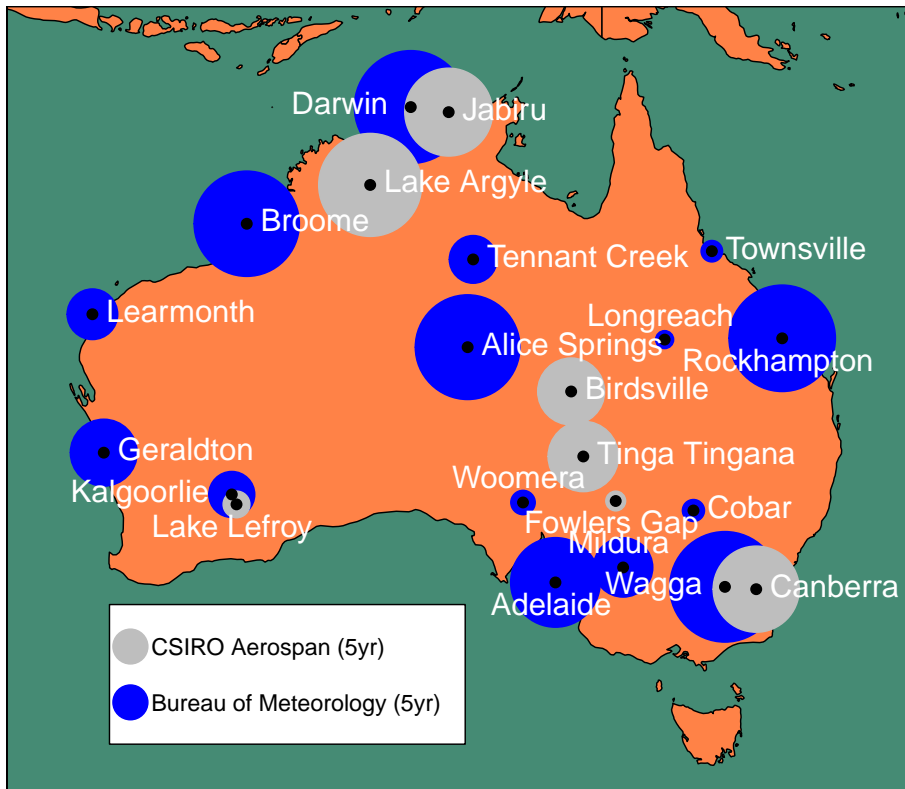 Darwin
Jabiru
Lake Argyle
Broome
Tennant Creek
Townsville
Learmonth
Longreach
Alice Springs
Rockhampton
Birdsville
Geraldton
Tinga Tingana
Kalgoorlie
Woomera
Lake Lefroy
Fowlers Gap
Cobar
Mildura
Wagga
Canberra
Adelaide
CSIRO Aerospan (5yr)
Bureau of Meteorology (5yr)